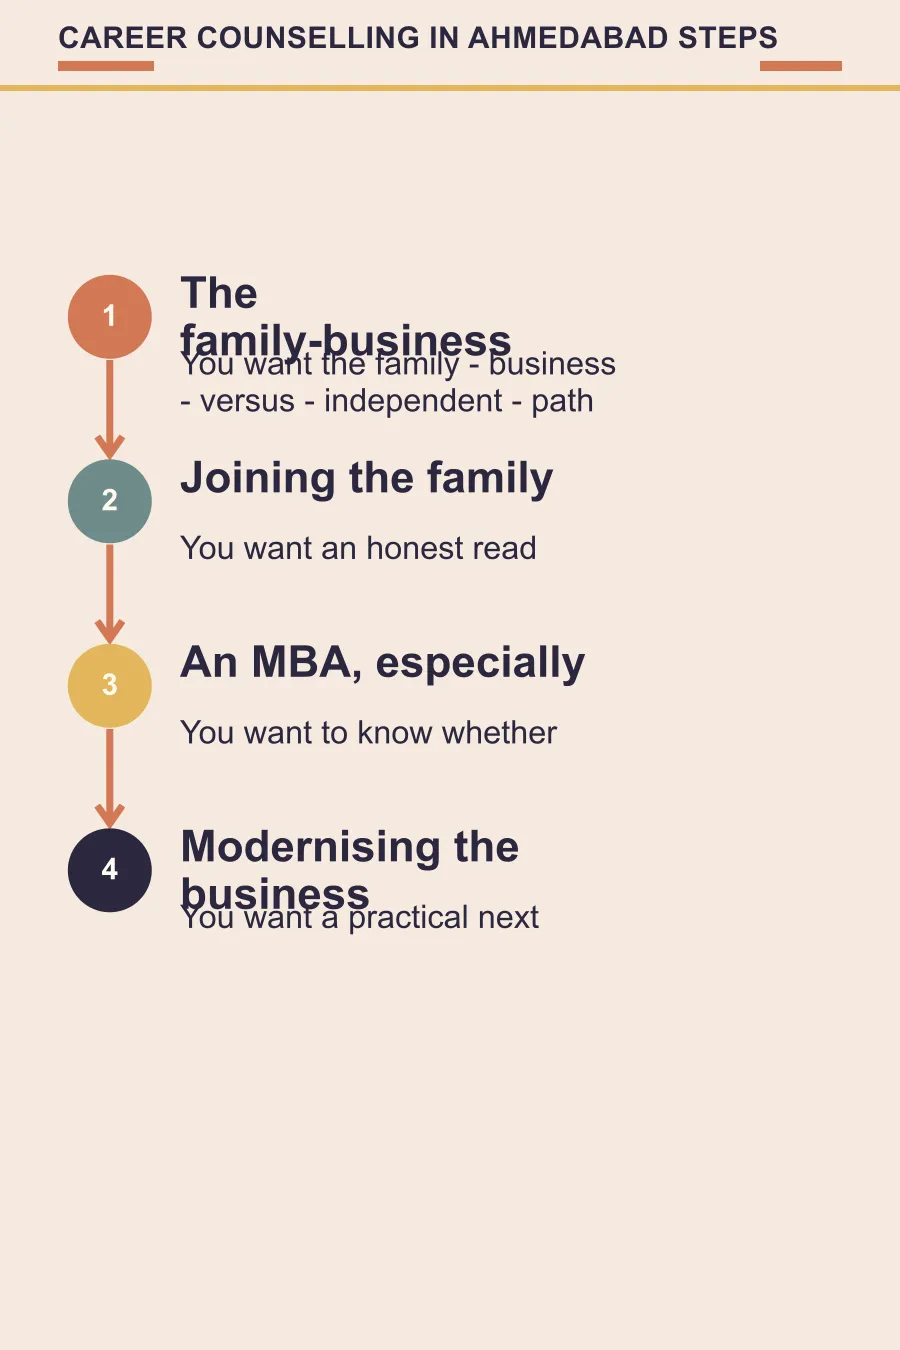 CAREER COUNSELLING IN AHMEDABAD STEPS
1
The
family-business
You want the family - business
- versus - independent - path
2
Joining the family
You want an honest read
3
An MBA, especially
You want to know whether
4
Modernising the
business
You want a practical next